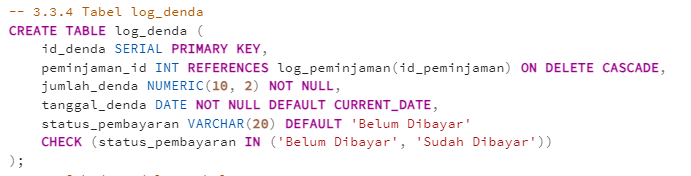 -- 3.3.4 Tabel log_denda
CREATE TABLE log_denda (
    id_denda SERIAL PRIMARY KEY,
    peminjaman_id INT REFERENCES log_peminjaman(id_peminjaman) ON DELETE CASCADE,
    jumlah_denda NUMERIC(10, 2) NOT NULL,
    tanggal_denda DATE NOT NULL DEFAULT CURRENT_DATE,
    status_pembayaran VARCHAR(20) DEFAULT 'Belum Dibayar'
    CHECK (status_pembayaran IN ('Belum Dibayar', 'Sudah Dibayar'))
);